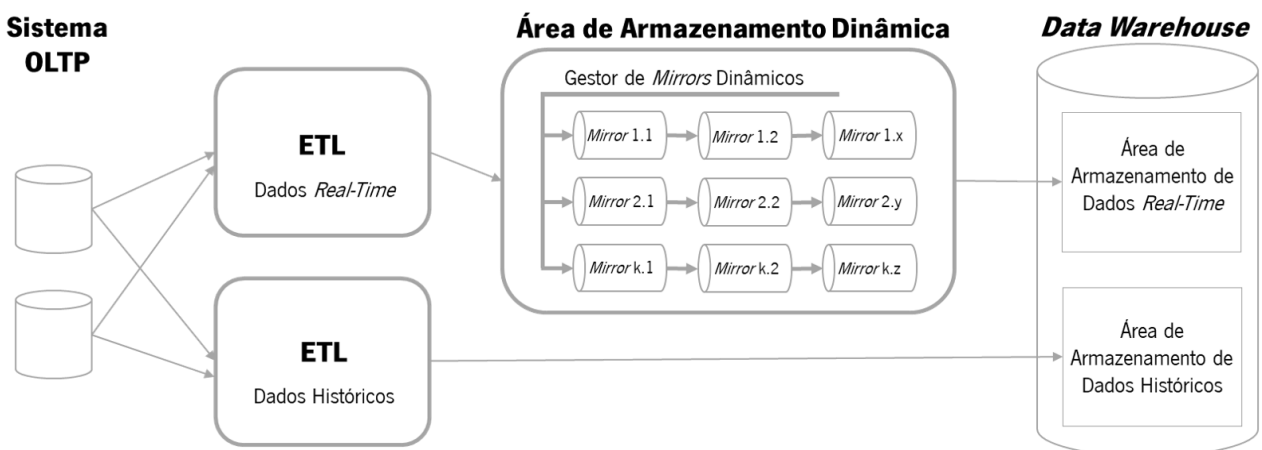 Sistema
OLTP
ETL
Dados Real-Time
ETL
Dados Históricos
Área de Armazenamento Dinâmica
Gestor de Mirrors Dinâmicos
Mirror 1.1
Mirror 1.2
Mirror 1.x
Mirror 2.1
Mirror 2.2
Mirror 2.y
Mirror k.1
Mirror k.2
Mirror k.z
Data Warehouse
Área de
Armazenamento de
Dados Real-Time
Área de
Armazenamento de
Dados Históricos